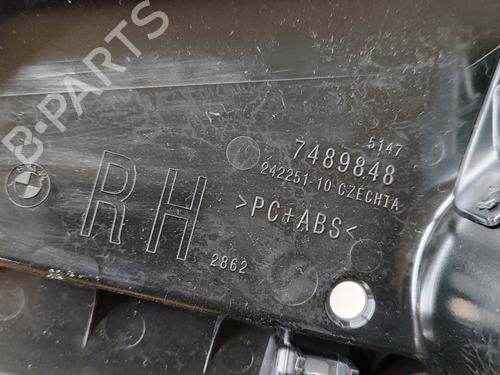 B-PARTS
5147
7489848
242251-10 CZECHIA
>PC+ABS<
RH
2862